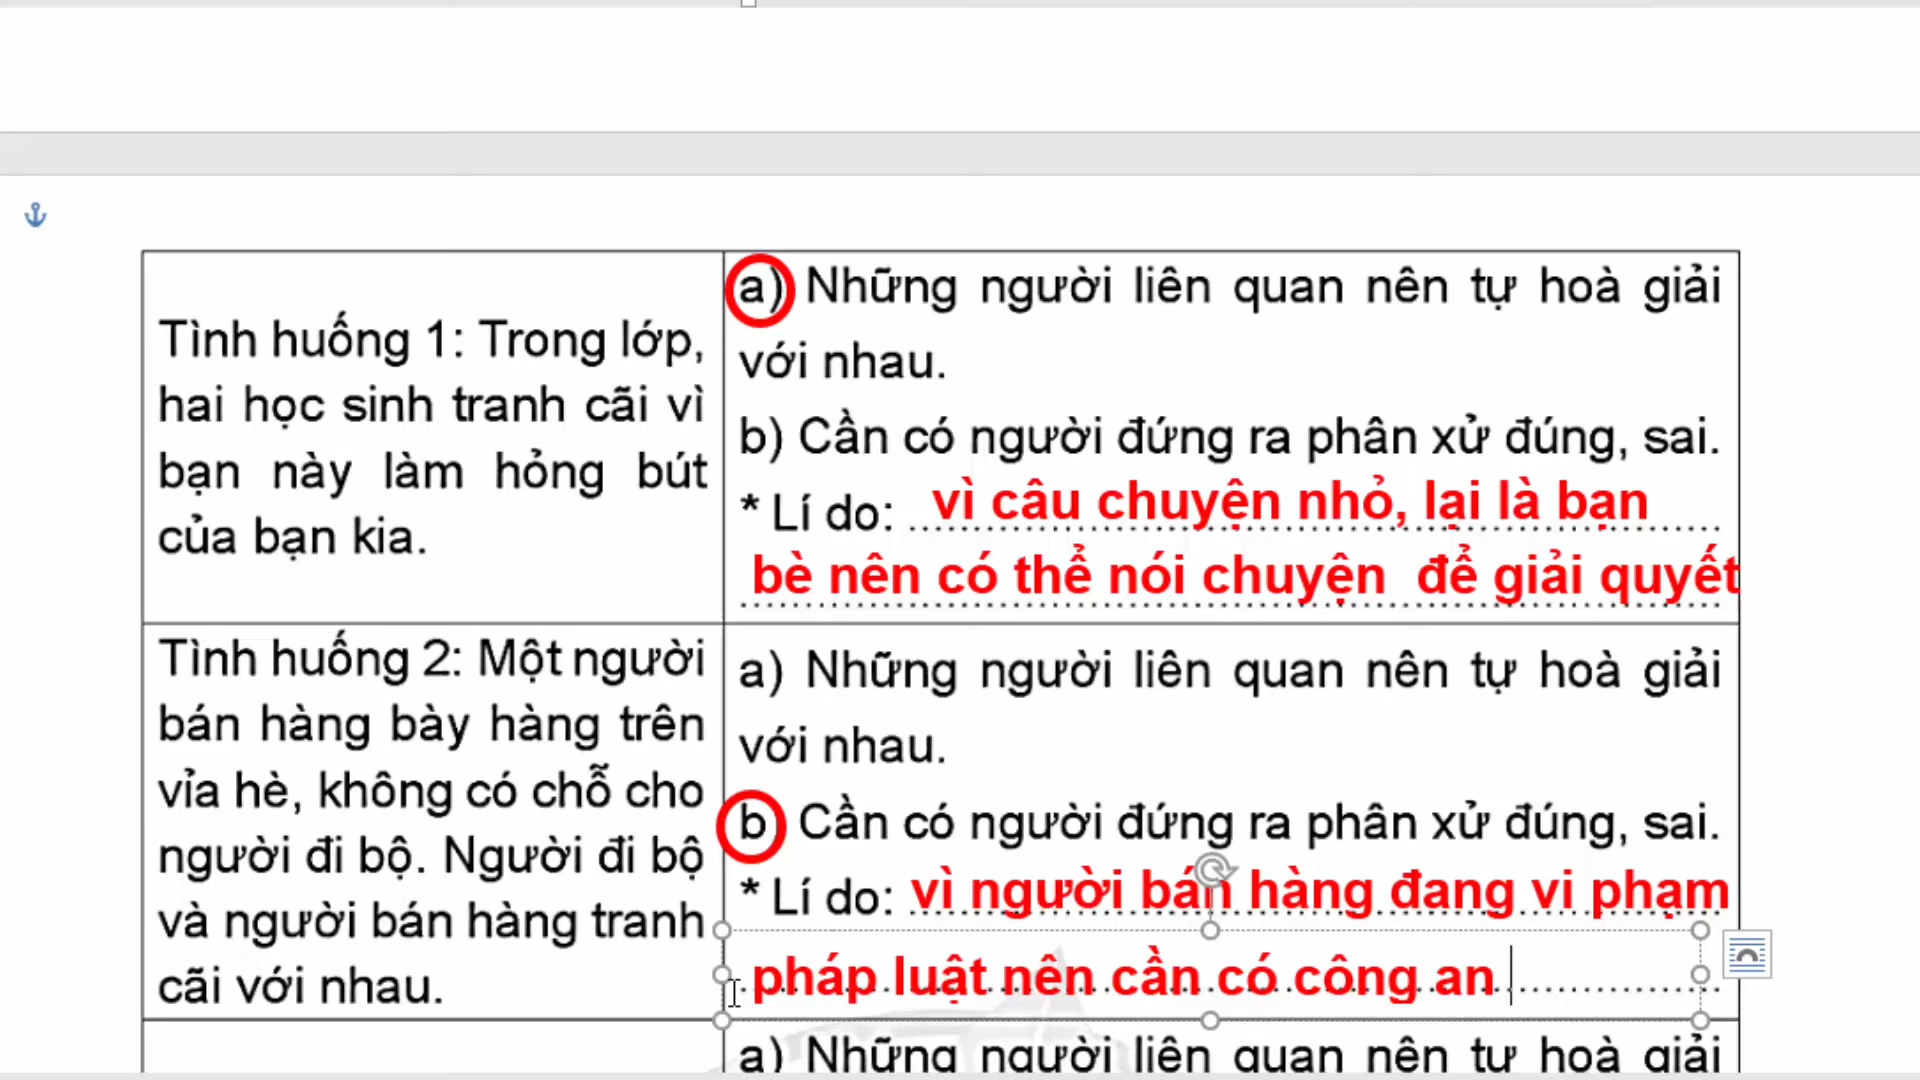 Tình huống 1: Trong lớp,
hai học sinh tranh cãi vì
bạn này làm hỏng bút
của bạn kia.
a) Những người liên quan nên tự hoà giải
với nhau.
b) Cần có người đứng ra phân xử đúng, sai.
* Lí do: vì câu chuyện nhỏ, lại là bạn
bè nên có thể nói chuyện để giải quyết
Tình huống 2: Một người
bán hàng bày hàng trên
vỉa hè, không có chỗ cho
người đi bộ. Người đi bộ
và người bán hàng tranh
cãi với nhau.
a) Những người liên quan nên tự hoà giải
với nhau.
b Cần có người đứng ra phân xử đúng, sai.
* Lí do: vì người bán hàng đang vi phạm
pháp luật nên cần có công an
a) Những người liên quan nên tự hoà giải